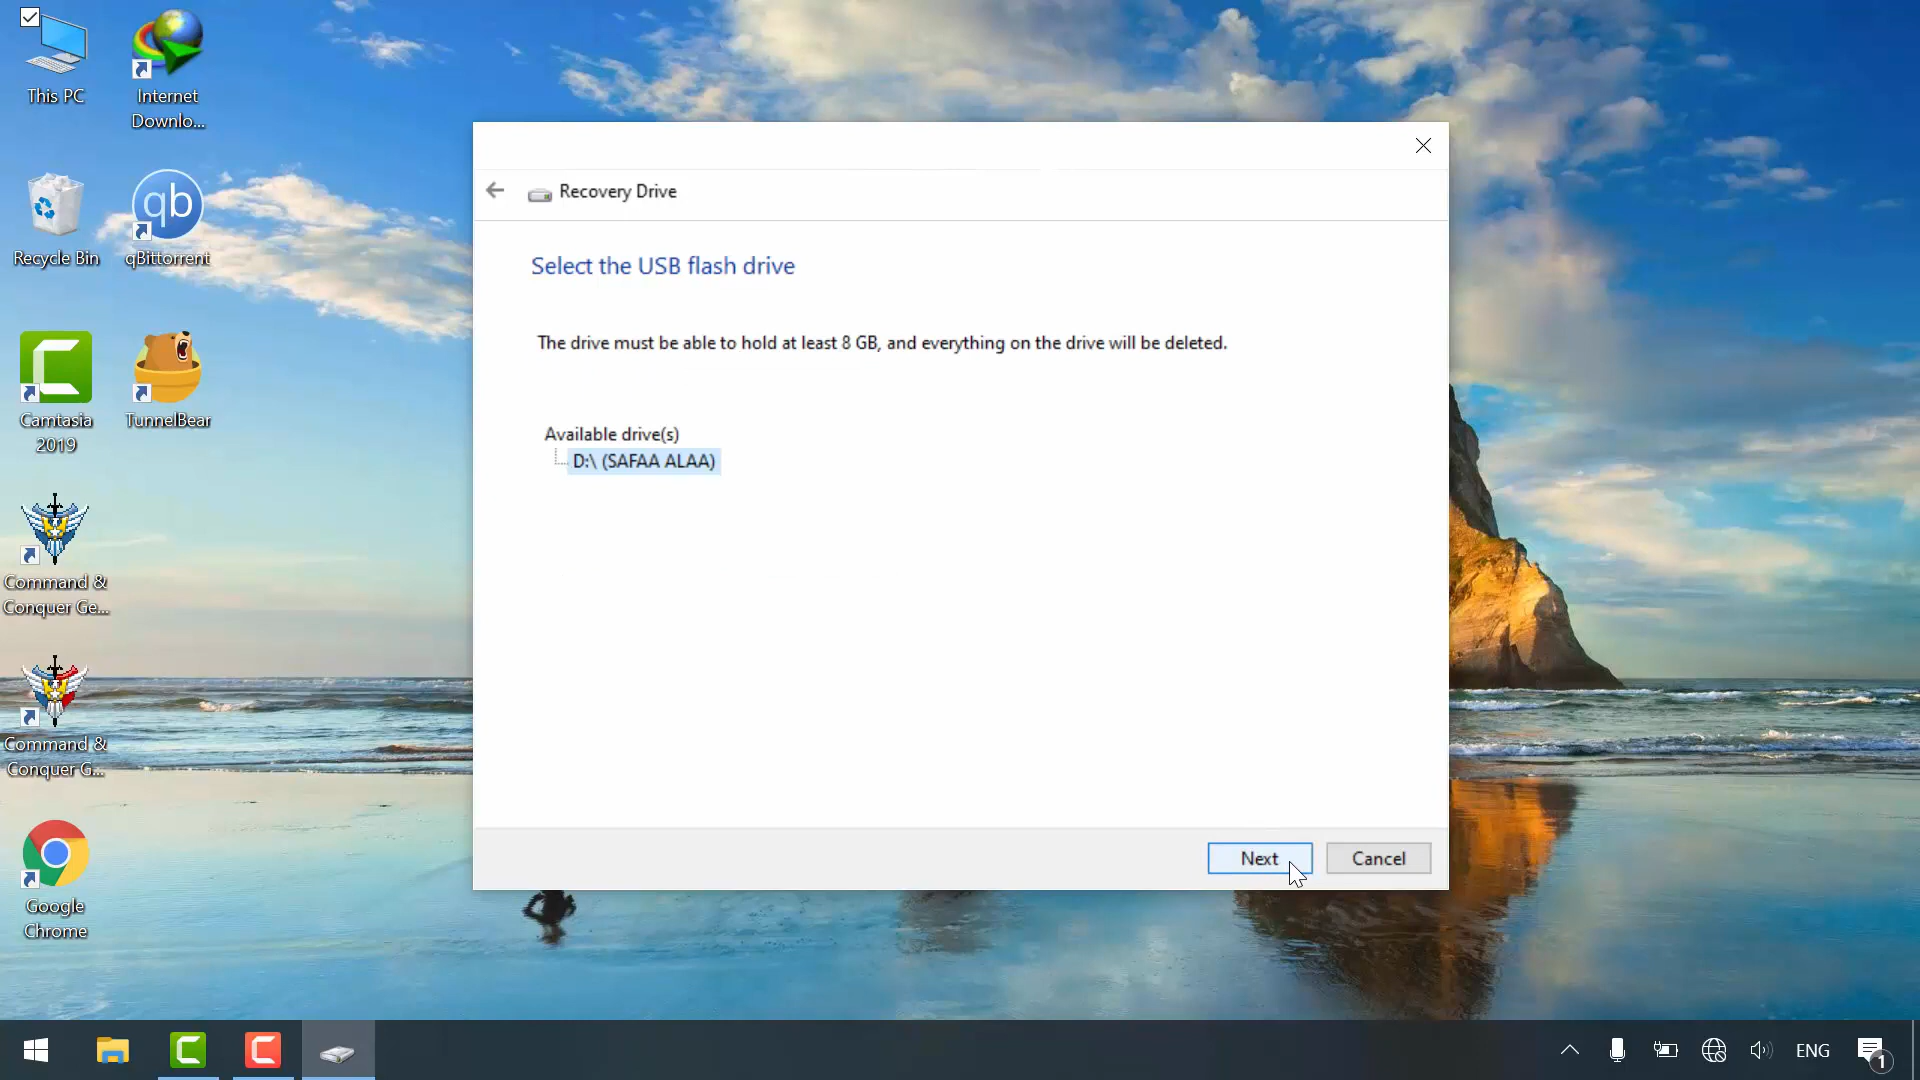 This PC
Internet
Downlo...
Recycle Bin
qb
qBittorrent
Camtasia
2019
TunnelBear
Command &
Conquer Ge...
Command &
Conquer G...
Google
Chrome
Recovery Drive
Select the USB flash drive
The drive must be able to hold at least 8 GB, and everything on the drive will be deleted.
Available drive(s)
D:\ (SAFAA ALAA)
Next
Cancel
ENG
1